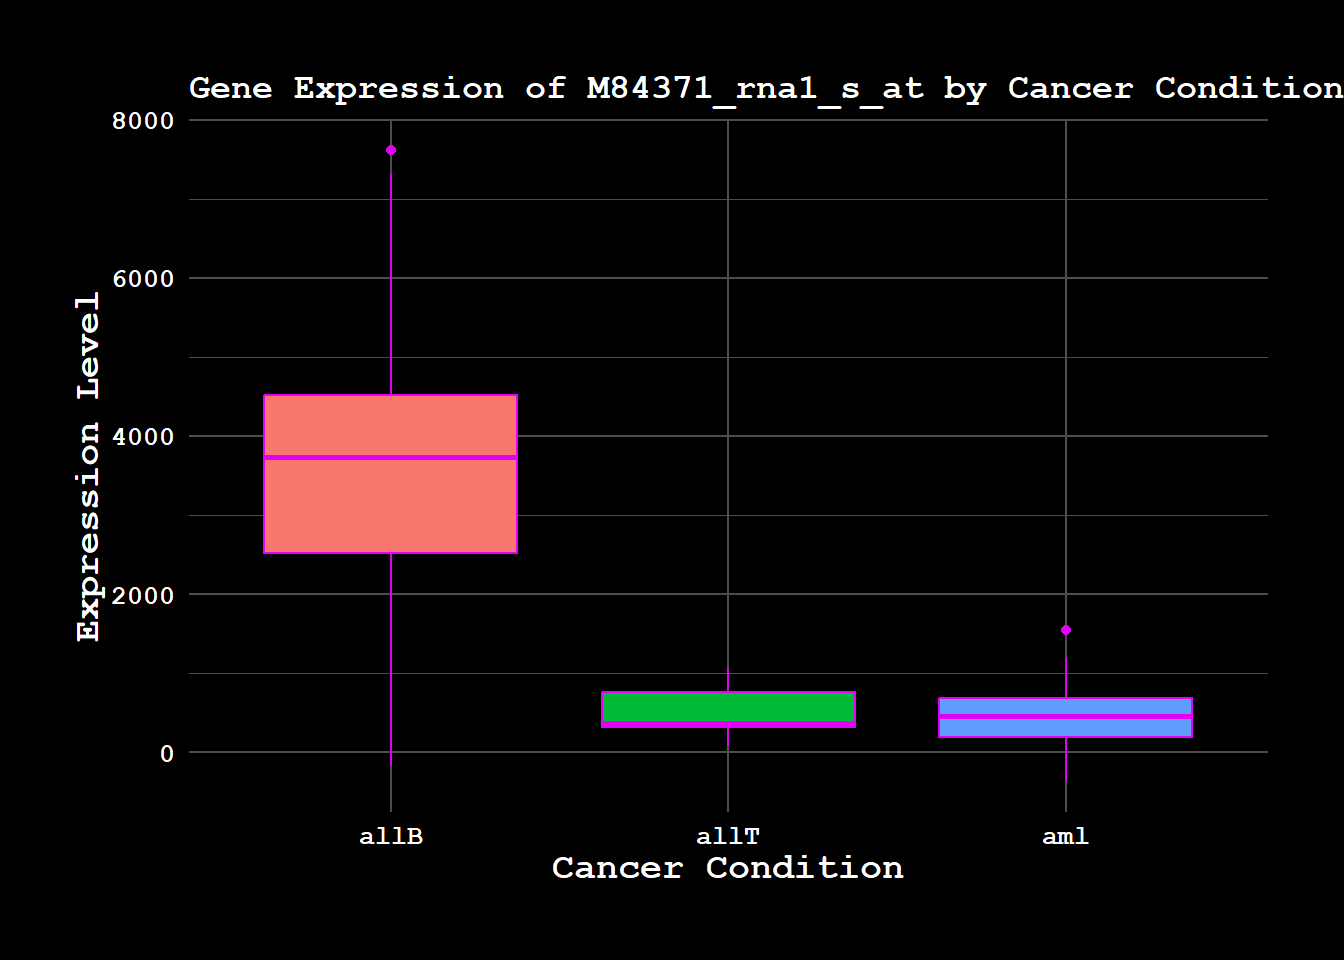 Gene Expression of M84371_rna1_s_at by Cancer Condition
8000
6000
4000
2000
0
Expression Level
allB
allT
aml
Cancer Condition